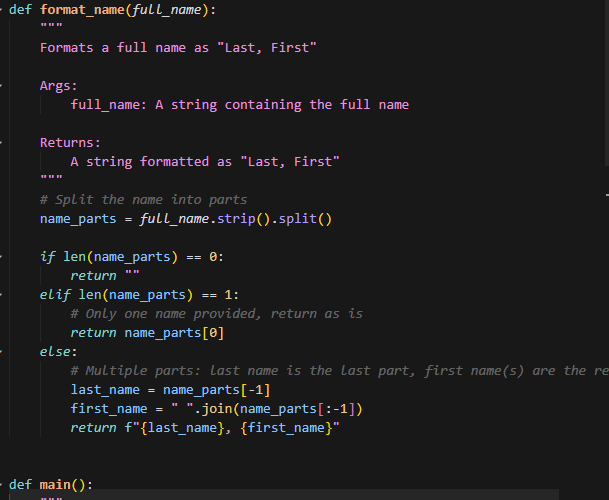 def format_name(full_name):
    """
    Formats a full name as "Last, First"

    Args:
        full_name: A string containing the full name

    Returns:
        A string formatted as "Last, First"
    """
    # Split the name into parts
    name_parts = full_name.strip().split()

    if len(name_parts) == 0:
        return ""
    elif len(name_parts) == 1:
        # Only one name provided, return as is
        return name_parts[0]
    else:
        # Multiple parts: last name is the last part, first name(s) are the re
        last_name = name_parts[-1]
        first_name = " ".join(name_parts[:-1])
        return f"{last_name}, {first_name}"


def main():
    """